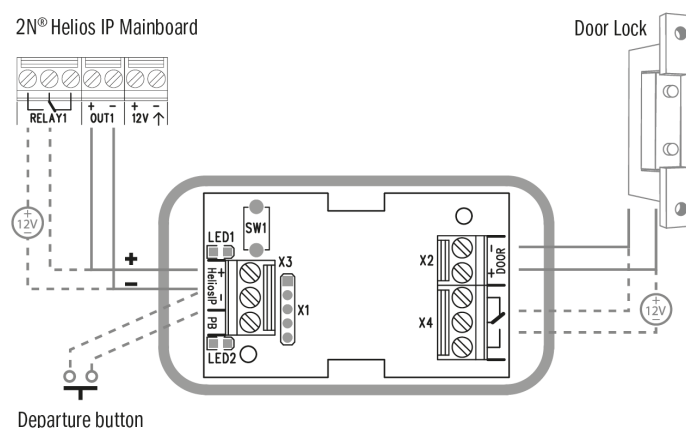 2N® Helios IP Mainboard
Door Lock
RELAY1
+ -
OUT1
+ -
12V
+
12V
-
LED1
SW1
X3
+
-
HeliosIP
+
-
PB
X1
LED2
X2
-
+
DOOR
X4
+
12V
-
Departure button